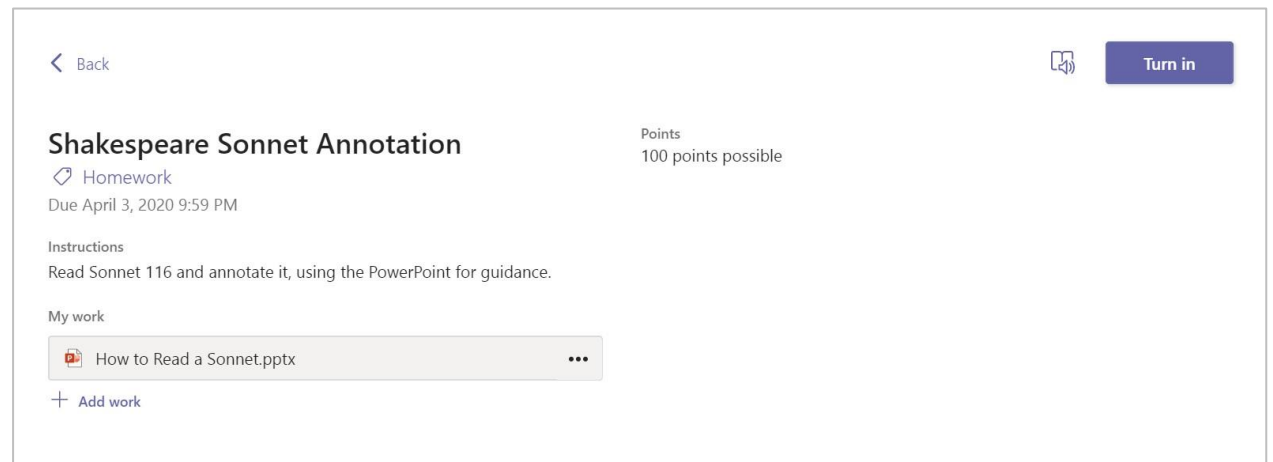 Back
Turn in
Shakespeare Sonnet Annotation
Homework
Due April 3, 2020 9:59 PM
Points
100 points possible
Instructions
Read Sonnet 116 and annotate it, using the PowerPoint for guidance.
My work
How to Read a Sonnet.pptx
Add work